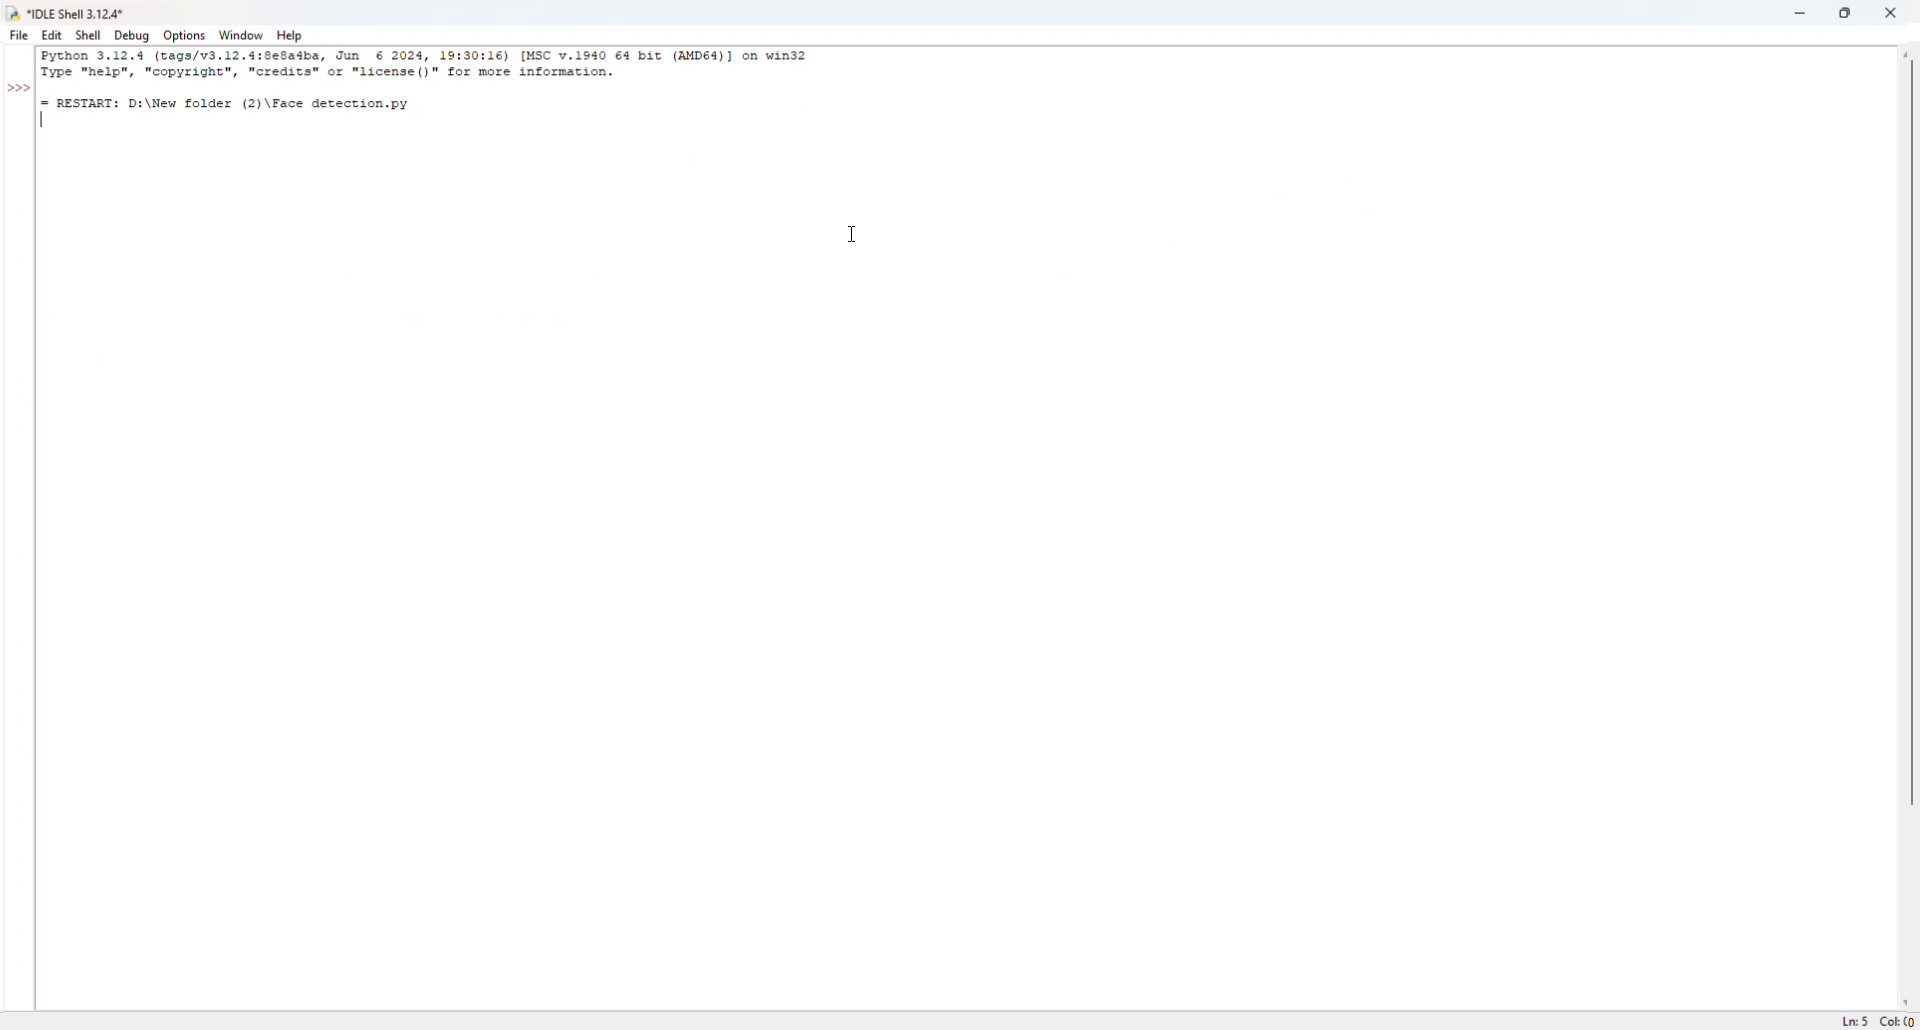 *IDLE Shell 3.12.4*
File Edit Shell Debug Options Window Help
Python 3.12.4 (tags/v3.12.4:8e8a4ba, Jun  6 2024, 19:30:16) [MSC v.1940 64 bit (AMD64)] on win32
Type "help", "copyright", "credits" or "license()" for more information.
>>>
= RESTART: D:\New folder (2)\Face detection.py
Ln: 5 Col: 0